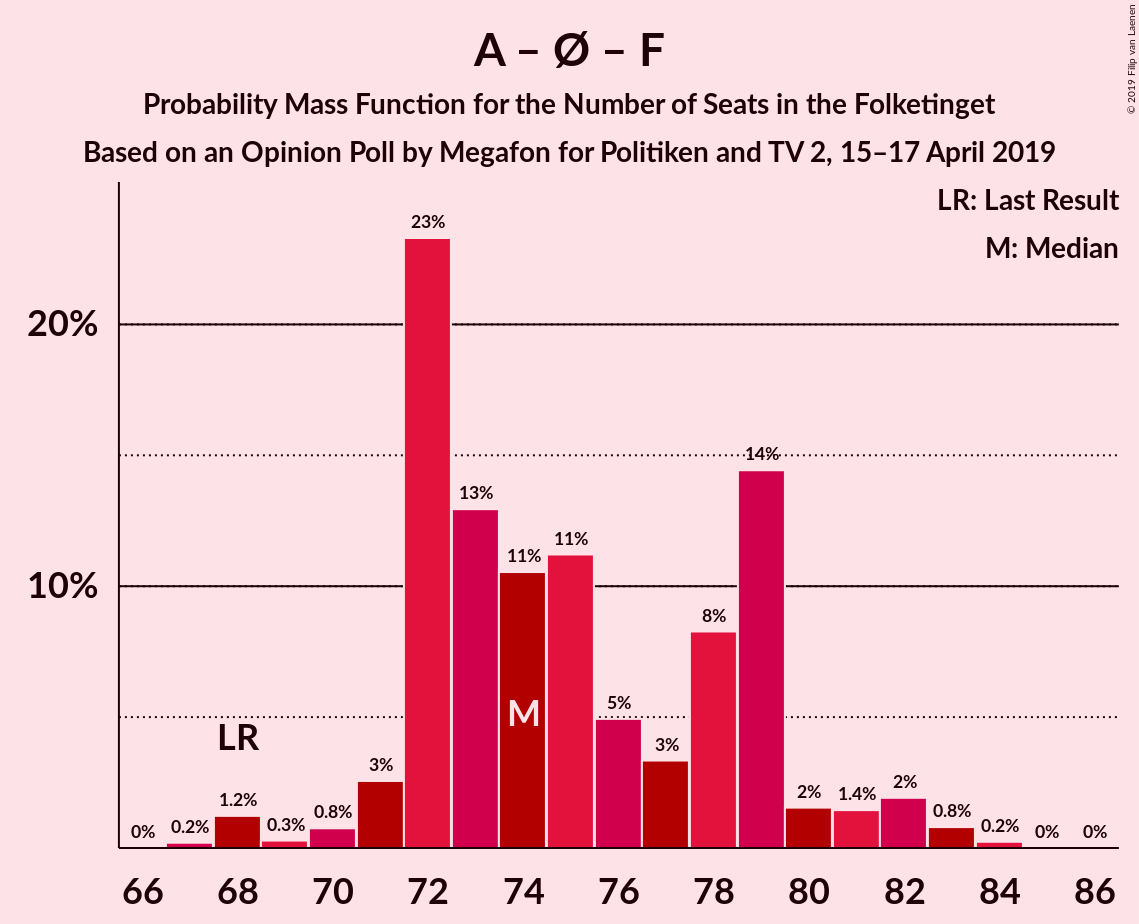 A – Ø – F
Probability Mass Function for the Number of Seats in the Folketinget
Based on an Opinion Poll by Megafon for Politiken and TV 2, 15–17 April 2019
© 2019 Filip van Laenen
LR: Last Result
M: Median
20%
10%
0%
0.2%
1.2%
0.3%
0.8%
3%
23%
13%
11%
11%
5%
3%
8%
14%
2%
1.4%
2%
0.8%
0.2%
0%
0%
LR
M
66 68 70 72 74 76 78 80 82 84 86